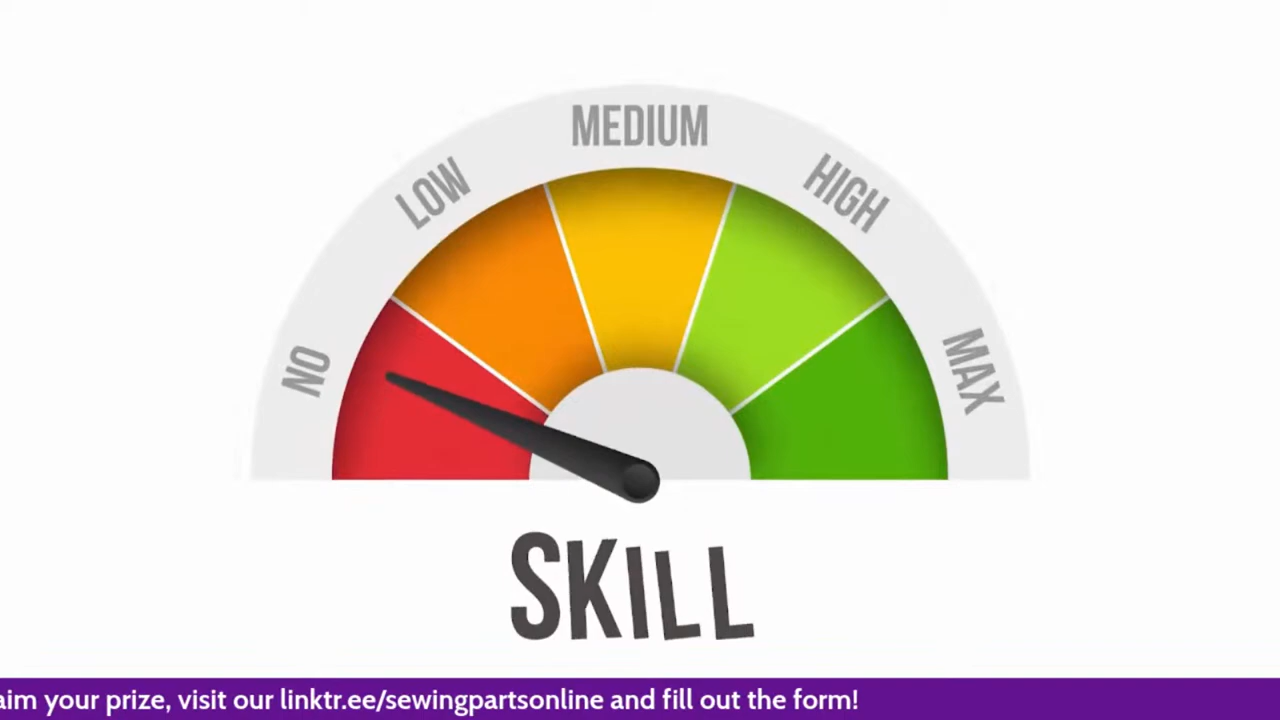 NO
LOW
MEDIUM
HIGH
MAX
SKILL
aim your prize, visit our linktr.ee/sewingpartsonline and fill out the form!